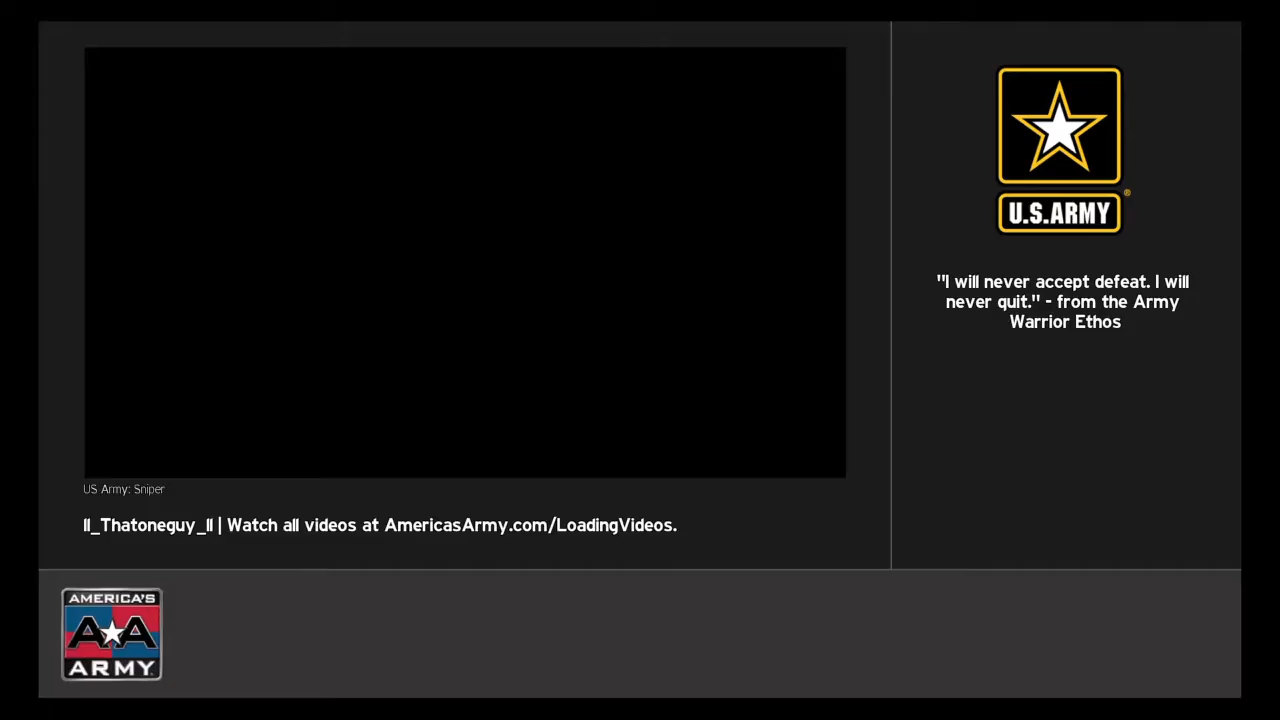 U.S.ARMY
®
"I will never accept defeat. I will
never quit." - from the Army
Warrior Ethos
US Army: Sniper
ll_Thatoneguy_ll | Watch all videos at AmericasArmy.com/LoadingVideos.
AMERICA'S
AA
ARMY